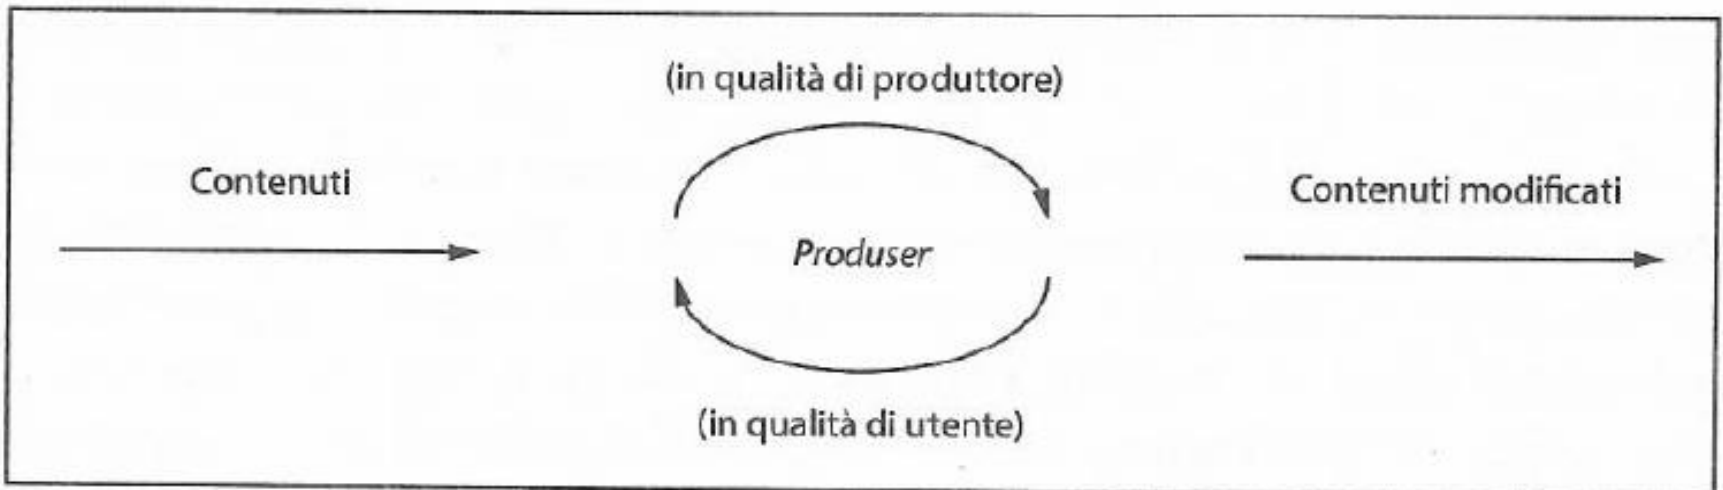 (in qualità di produttore)
Contenuti
Contenuti modificati
Produser
(in qualità di utente)